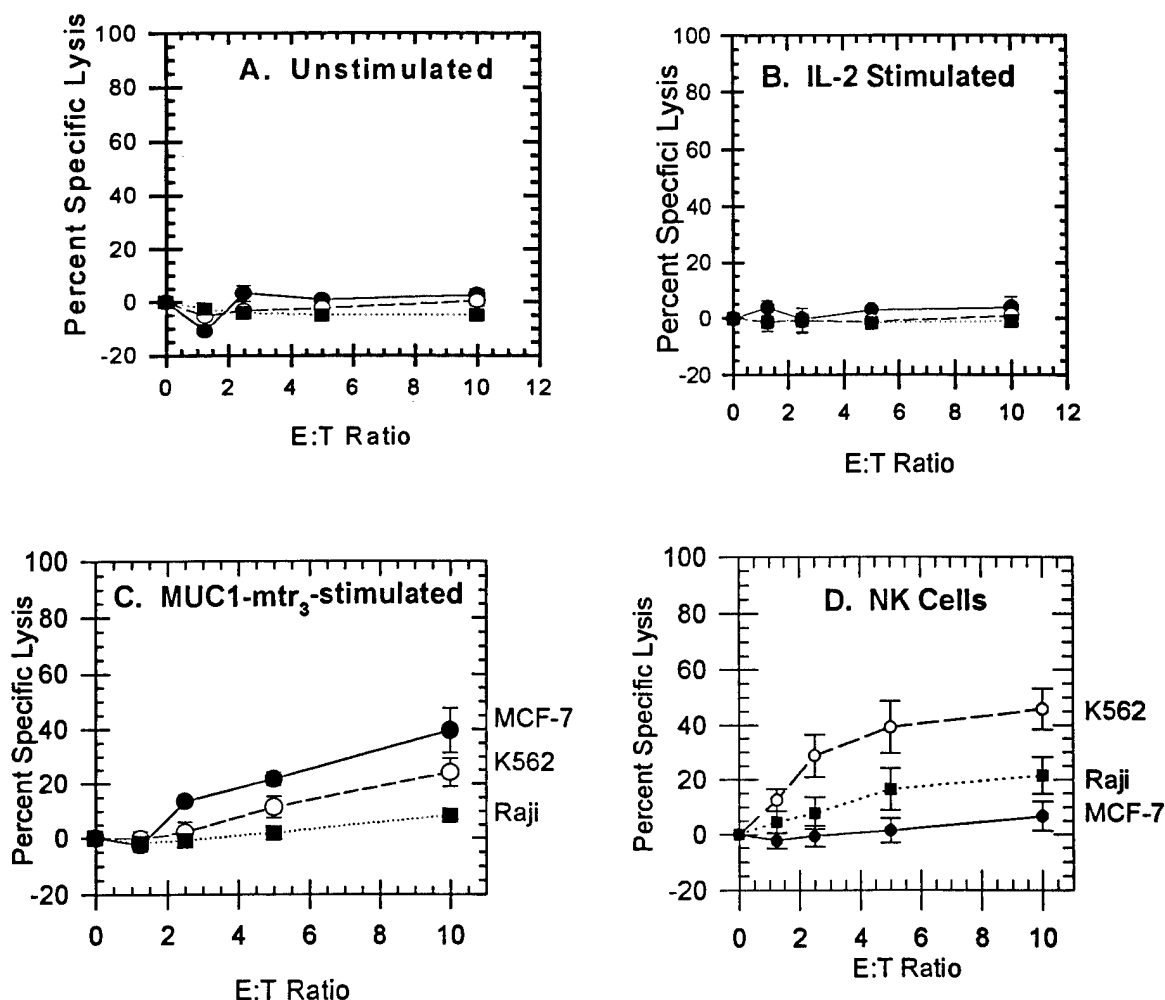 A. Unstimulated
Percent Specific Lysis
100
80
60
40
20
0
-20
0 2 4 6 8 10 12
E:T Ratio
B. IL-2 Stimulated
Percent Specfici Lysis
100
80
60
40
20
0
-20
0 2 4 6 8 10 12
E:T Ratio
C. MUC1-mtr3-stimulated
Percent Specific Lysis
100
80
60
40
20
0
-20
0 2 4 6 8 10
E:T Ratio
MCF-7
K562
Raji
D. NK Cells
Percent Specific Lysis
100
80
60
40
20
0
-20
0 2 4 6 8 10
E:T Ratio
K562
Raji
MCF-7